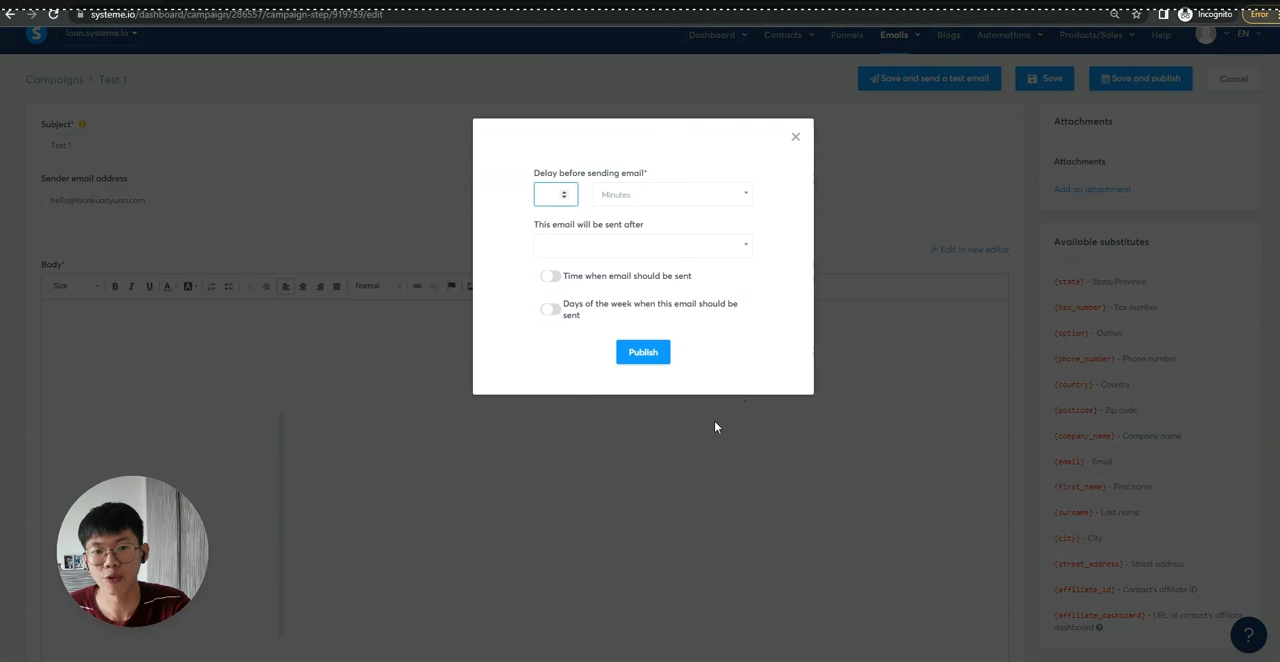 systeme.io/dashboard/campaign/286557/campaign-step/919759/edit
Incognito
Error
S
loon.systeme.io
Dashboard
Contacts
Funnels
Emails
Blogs
Automations
Products/Sales
Help
EN
Campaigns > Test 1
Save and send a test email
Save
Save and publish
Cancel
Subject*
Test 1
Sender email address
hello@loonkuanyuan.com
Edit in new editor
Body*
Size
B
I
U
A
A
Normal
Delay before sending email*
Minutes
This email will be sent after
Time when email should be sent
Days of the week when this email should be
sent
Publish
Attachments
Attachments
Add an attachment
Available substitutes
{state} - State/Province
{tax_number} - Tax number
{option} - Option
{phone_number} - Phone number
{country} - Country
{postcode} - Zip code
{company_name} - Company name
{email} - Email
{first_name} - First name
{surname} - Last name
{city} - City
{street_address} - Street address
{affiliate_id} - Contact's affiliate ID
{affiliate_dashboard} - URL of contact's affiliate
dashboard ?
?